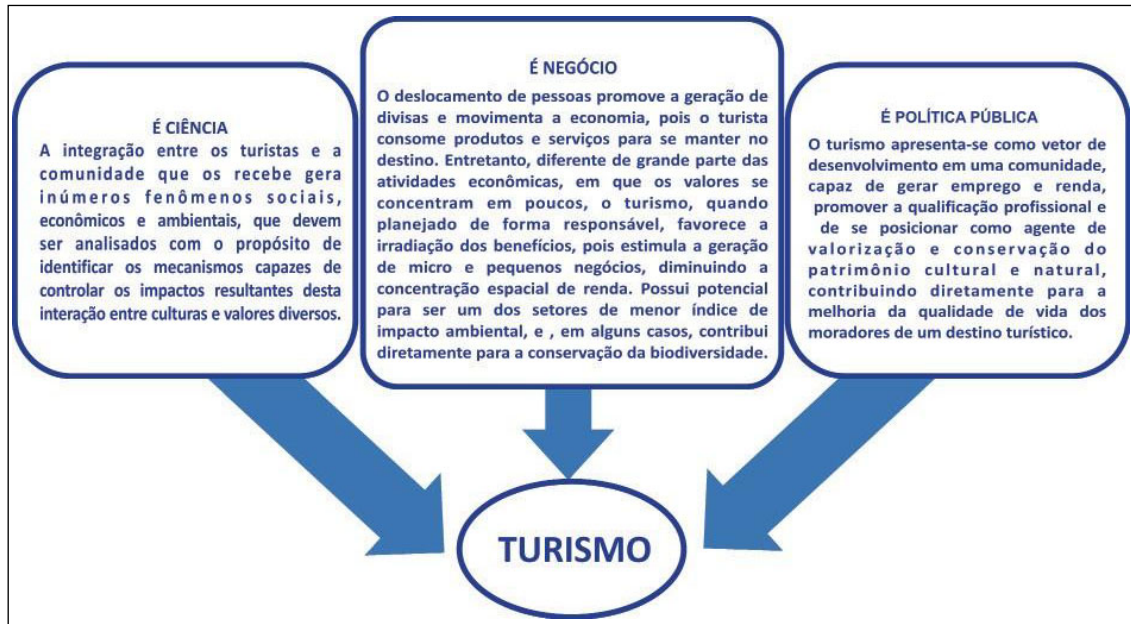 É CIÊNCIA
A integração entre os turistas e a
comunidade que os recebe gera
inúmeros fenômenos sociais,
econômicos e ambientais, que devem
ser analisados com o propósito de
identificar os mecanismos capazes de
controlar os impactos resultantes desta
interação entre culturas e valores diversos.
É NEGÓCIO
O deslocamento de pessoas promove a geração de
divisas e movimenta a economia, pois o turista
consome produtos e serviços para se manter no
destino. Entretanto, diferente de grande parte das
atividades econômicas, em que os valores se
concentram em poucos, o turismo, quando
planejado de forma responsável, favorece a
irradiação dos benefícios, pois estimula a geração
de micro e pequenos negócios, diminuindo a
concentração espacial de renda. Possui potencial
para ser um dos setores de menor índice de
impacto ambiental, e , em alguns casos, contribui
diretamente para a conservação da biodiversidade.
É POLÍTICA PÚBLICA
O turismo apresenta-se como vetor de
desenvolvimento em uma comunidade,
capaz de gerar emprego e renda,
promover a qualificação profissional e
de se posicionar como agente de
valorização e conservação do
patrimônio cultural e natural,
contribuindo diretamente para a
melhoria da qualidade de vida dos
moradores de um destino turístico.
TURISMO